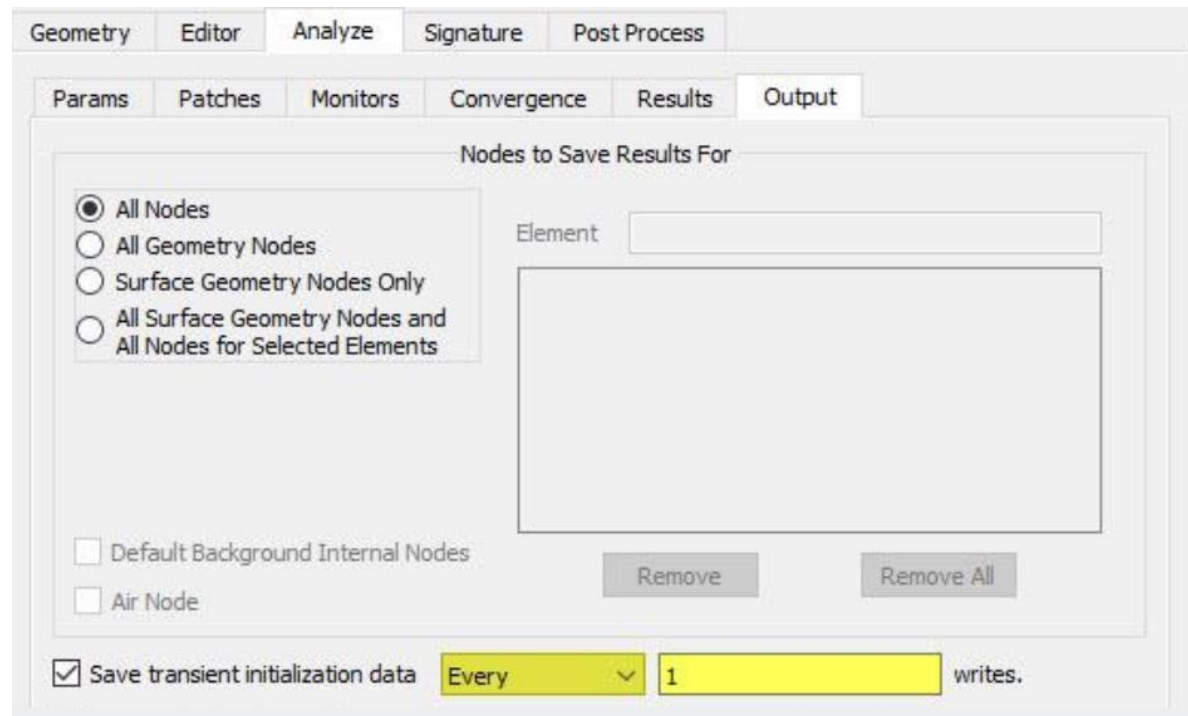 Geometry Editor Analyze Signature Post Process
Params Patches Monitors Convergence Results Output
Nodes to Save Results For
All Nodes
All Geometry Nodes
Surface Geometry Nodes Only
All Surface Geometry Nodes and
All Nodes for Selected Elements
Element
Default Background Internal Nodes
Air Node
Remove Remove All
Save transient initialization data Every 1 writes.